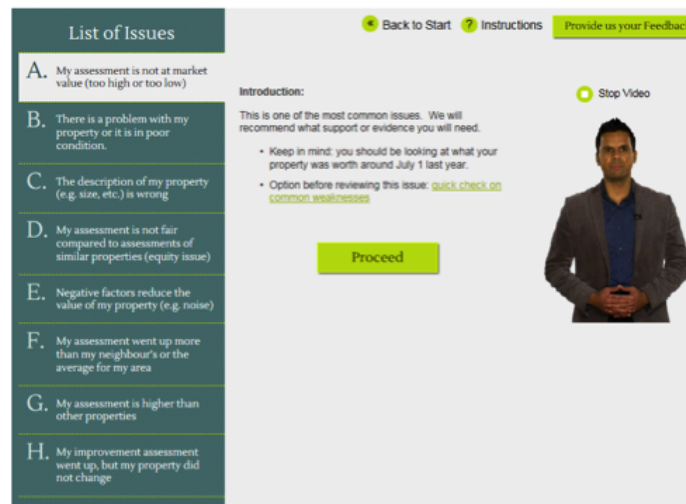 List of Issues
Back to Start
Instructions
Provide us your Feedback
A. My assessment is not at market
value (too high or too low)
B. There is a problem with my
property or it is in poor
condition.
C. The description of my property
(e.g. size, etc.) is wrong
D. My assessment is not fair
compared to assessments of
similar properties (equity issue)
E. Negative factors reduce the
value of my property (e.g. noise)
F. My assessment went up more
than my neighbour's or the
average for my area
G. My assessment is higher than
other properties
H. My improvement assessment
went up, but my property did
not change
Introduction:
This is one of the most common issues. We will
recommend what support or evidence you will need.
• Keep in mind: you should be looking at what your
property was worth around July 1 last year.
• Option before reviewing this issue: quick check on
common weaknesses
Proceed
Stop Video